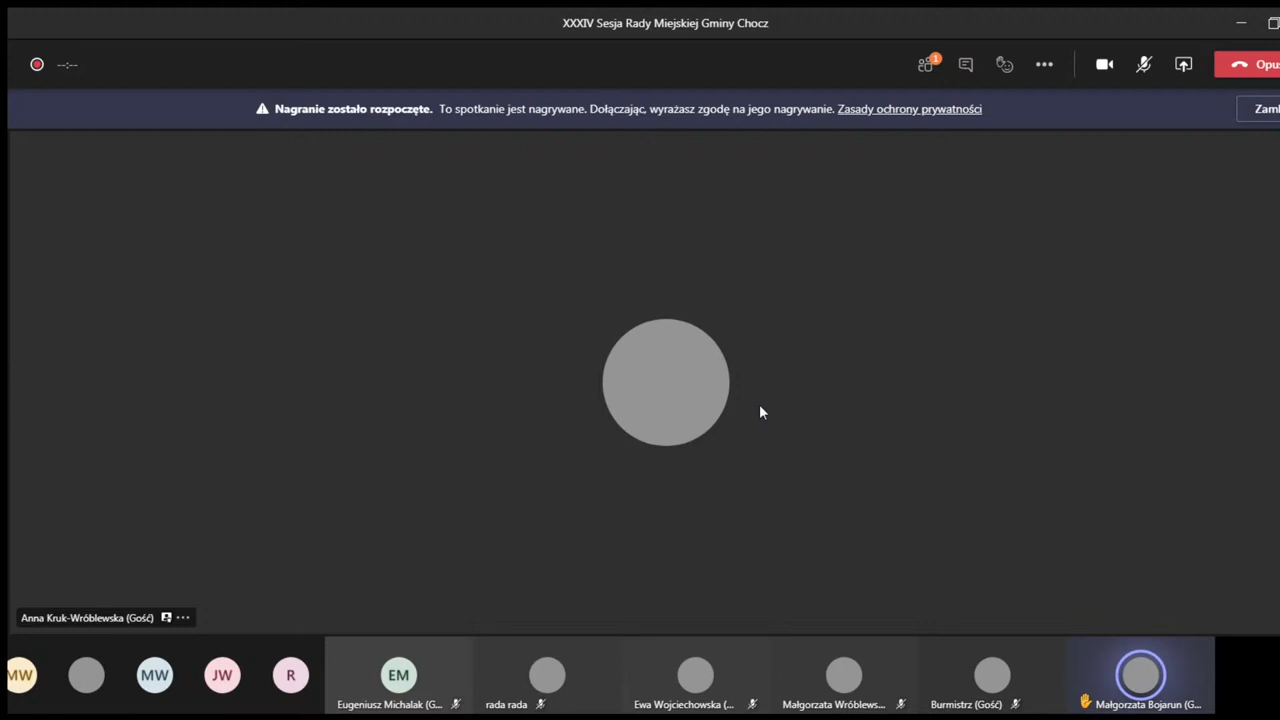 XXXIV Sesja Rady Miejskiej Gminy Chocz
--:--
1
Opu
Nagranie zostało rozpoczęte. To spotkanie jest nagrywane. Dołączając, wyrażasz zgodę na jego nagrywanie. Zasady ochrony prywatności
Zaml
Anna Kruk-Wróblewska (Gość)
MW
MW
JW
R
EM
Eugeniusz Michalak (G...
rada rada
Ewa Wojciechowska (...
Małgorzata Wróblews...
Burmistrz (Gość)
Małgorzata Bojarun (G...